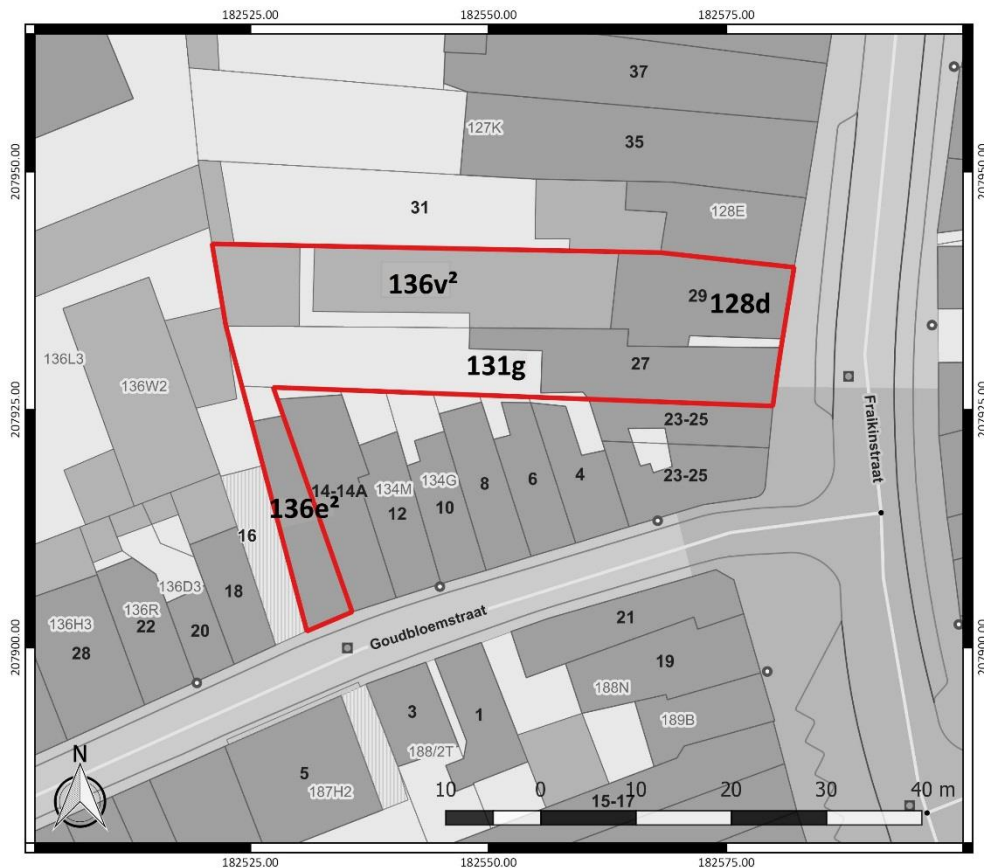 182525.00
182550.00
182575.00
37
127K
35
207950.00
207950.00
31
128E
136v²
29
128d
136L3
136W2
131g
27
207925.00
207925.00
23-25
Fraikinstraat
134G
8
6
4
23-25
14-14A
134M
10
136e²
12
16
136D3
18
136R
22
20
136H3
28
Goudbloemstraat
207900.00
207900.00
21
19
188N
189B
3
1
188/2T
5
187H2
N
10 0 10 20 30 40 m
15-17
182525.00
182550.00
182575.00